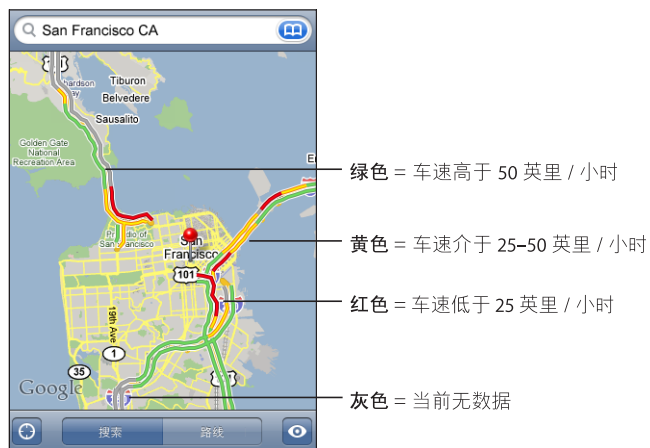 San Francisco CA
Tiburon
Belvedere
Sausalito
Golden Gate
National
Recreation Area
绿色 = 车速高于 50 英里 / 小时
San
Francisco
黄色 = 车速介于 25–50 英里 / 小时
101
红色 = 车速低于 25 英里 / 小时
19th Ave
1
35
Google
灰色 = 当前无数据
搜索
路线